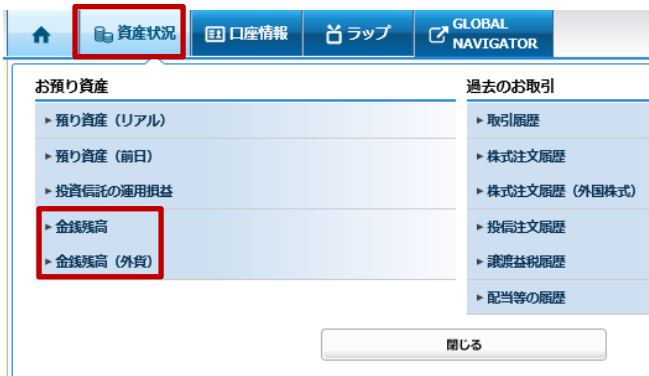 資産状況
口座情報
ラップ
GLOBAL
NAVIGATOR
お預り資産
預り資産（リアル）
預り資産（前日）
投資信託の運用損益
金銭残高
金銭残高（外貨）
過去のお取引
取引履歴
株式注文履歴
株式注文履歴（外国株式）
投信注文履歴
譲渡益税履歴
配当等の履歴
閉じる